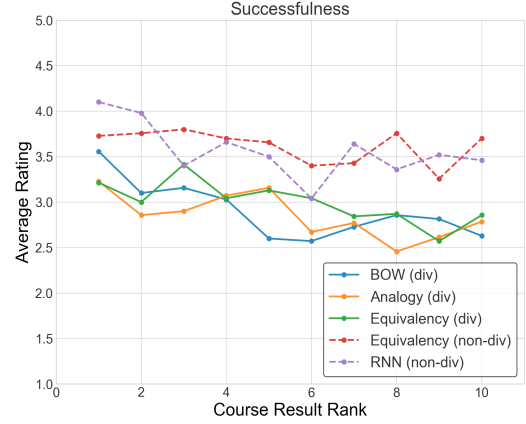 Successfulness
5.0
4.5
4.0
3.5
3.0
2.5
2.0
1.5
1.0
Average Rating
BOW (div)
Analogy (div)
Equivalency (div)
Equivalency (non-div)
RNN (non-div)
0 2 4 6 8 10
Course Result Rank